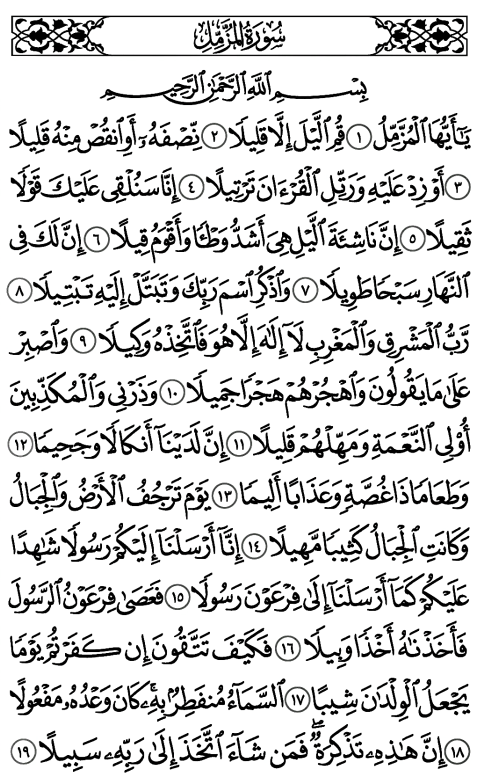 سُورَةُ المُزَّمِّلِ
بِسْمِ ٱللَّهِ ٱلرَّحْمَٰنِ ٱلرَّحِيمِ
يَٰٓأَيُّهَا ٱلْمُزَّمِّلُ ١ قُمِ ٱلَّيْلَ إِلَّا قَلِيلًا ٢ نِّصْفَهُۥٓ أَوِ ٱنقُصْ مِنْهُ قَلِيلًا
٣ أَوْ زِدْ عَلَيْهِ وَرَتِّلِ ٱلْقُرْءَانَ تَرْتِيلًا ٤ إِنَّا سَنُلْقِى عَلَيْكَ قَوْلًا
ثَقِيلًا ٥ إِنَّ نَاشِئَةَ ٱلَّيْلِ هِىَ أَشَدُّ وَطْـًٔا وَأَقْوَمُ قِيلًا ٦ إِنَّ لَكَ فِى
ٱلنَّهَارِ سَبْحًا طَوِيلًا ٧ وَٱذْكُرِ ٱسْمَ رَبِّكَ وَتَبَتَّلْ إِلَيْهِ تَبْتِيلًا ٨
رَّبُّ ٱلْمَشْرِقِ وَٱلْمَغْرِبِ لَآ إِلَٰهَ إِلَّا هُوَ فَٱتَّخِذْهُ وَكِيلًا ٩ وَٱصْبِرْ
عَلَىٰ مَا يَقُولُونَ وَٱهْجُرْهُمْ هَجْرًا جَمِيلًا ١٠ وَذَرْنِى وَٱلْمُكَذِّبِينَ
أُو۟لِى ٱلنَّعْمَةِ وَمَهِّلْهُمْ قَلِيلًا ١١ إِنَّ لَدَيْنَآ أَنكَالًا وَجَحِيمًا ١٢
وَطَعَامًا ذَا غُصَّةٍ وَعَذَابًا أَلِيمًا ١٣ يَوْمَ تَرْجُفُ ٱلْأَرْضُ وَٱلْجِبَالُ
وَكَانَتِ ٱلْجِبَالُ كَثِيبًا مَّهِيلًا ١٤ إِنَّآ أَرْسَلْنَآ إِلَيْكُمْ رَسُولًا شَٰهِدًا
عَلَيْكُمْ كَمَآ أَرْسَلْنَآ إِلَىٰ فِرْعَوْنَ رَسُولًا ١٥ فَعَصَىٰ فِرْعَوْنُ ٱلرَّسُولَ
فَأَخَذْنَٰهُ أَخْذًا وَبِيلًا ١٦ فَكَيْفَ تَتَّقُونَ إِن كَفَرْتُمْ يَوْمًا
يَجْعَلُ ٱلْوِلْدَٰنَ شِيبًا ١٧ ٱلسَّمَآءُ مُنفَطِرٌۢ بِهِۦ ۚ كَانَ وَعْدُهُۥ مَفْعُولًا
١٨ إِنَّ هَٰذِهِۦ تَذْكِرَةٌ ۖ فَمَن شَآءَ ٱتَّخَذَ إِلَىٰ رَبِّهِۦ سَبِيلًا ١٩